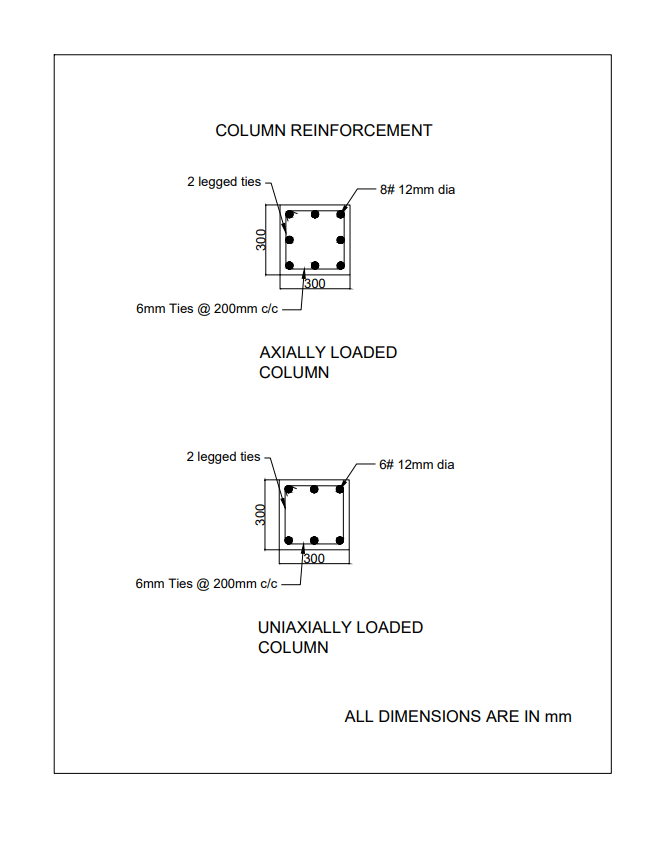 COLUMN REINFORCEMENT
2 legged ties
8# 12mm dia
300
300
6mm Ties @ 200mm c/c
AXIALLY LOADED
COLUMN
2 legged ties
6# 12mm dia
300
300
6mm Ties @ 200mm c/c
UNIAXIALLY LOADED
COLUMN
ALL DIMENSIONS ARE IN mm